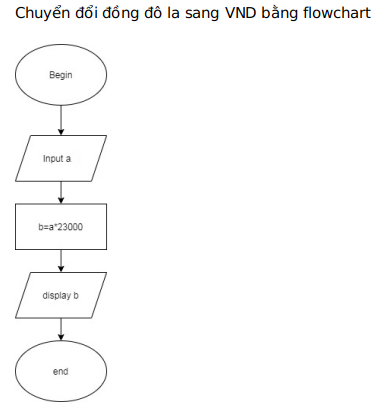 Chuyển đổi đồng đô la sang VND bằng flowchart
Begin
Input a
b=a*23000
display b
end